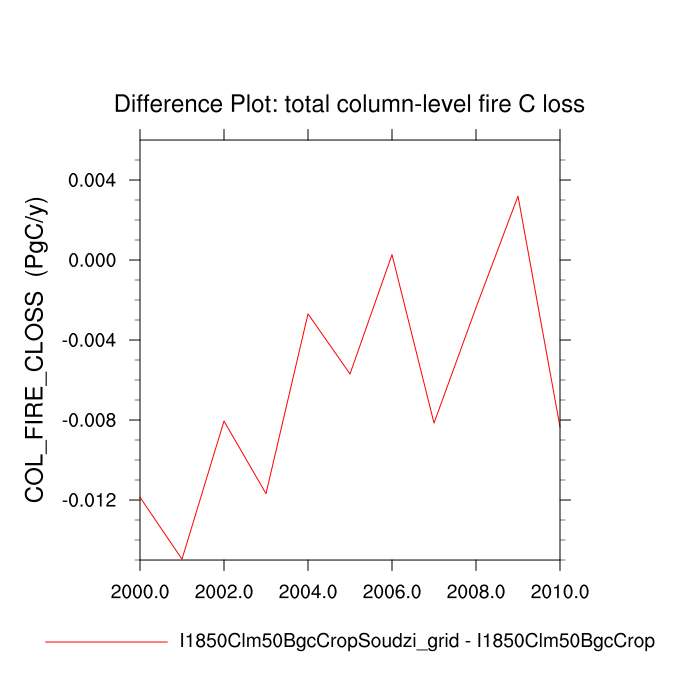 Difference Plot: total column-level fire C loss
COL_FIRE_CLOSS (PgC/y)
0.004
0.000
-0.004
-0.008
-0.012
2000.0 2002.0 2004.0 2006.0 2008.0 2010.0
I1850Clm50BgcCropSoudzi_grid - I1850Clm50BgcCrop